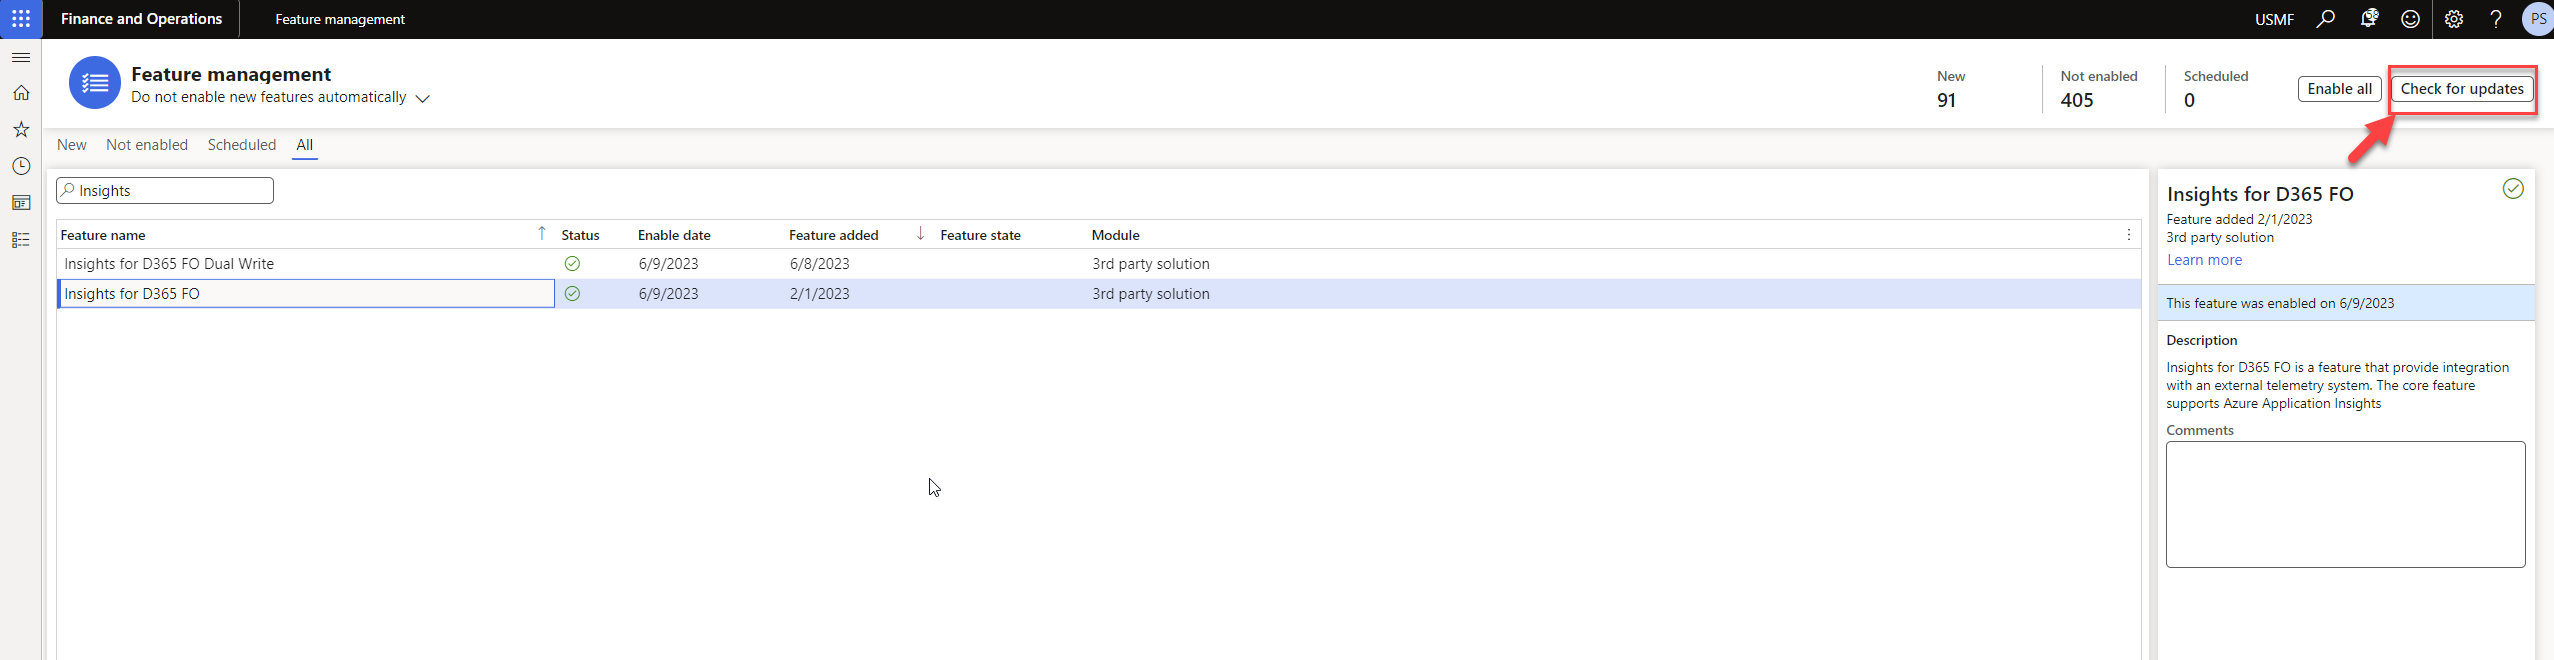 Finance and Operations
Feature management
USMF
58
PS
Feature management
Do not enable new features automatically
New
91
Not enabled
405
Scheduled
0
Enable all
Check for updates
New
Not enabled
Scheduled
All
Insights
Feature name
Status
Enable date
Feature added
Feature state
Module
Insights for D365 FO Dual Write
6/9/2023
6/8/2023
3rd party solution
Insights for D365 FO
6/9/2023
2/1/2023
3rd party solution
Insights for D365 FO
Feature added 2/1/2023
3rd party solution
Learn more
This feature was enabled on 6/9/2023
Description
Insights for D365 FO is a feature that provide integration
with an external telemetry system. The core feature
supports Azure Application Insights
Comments